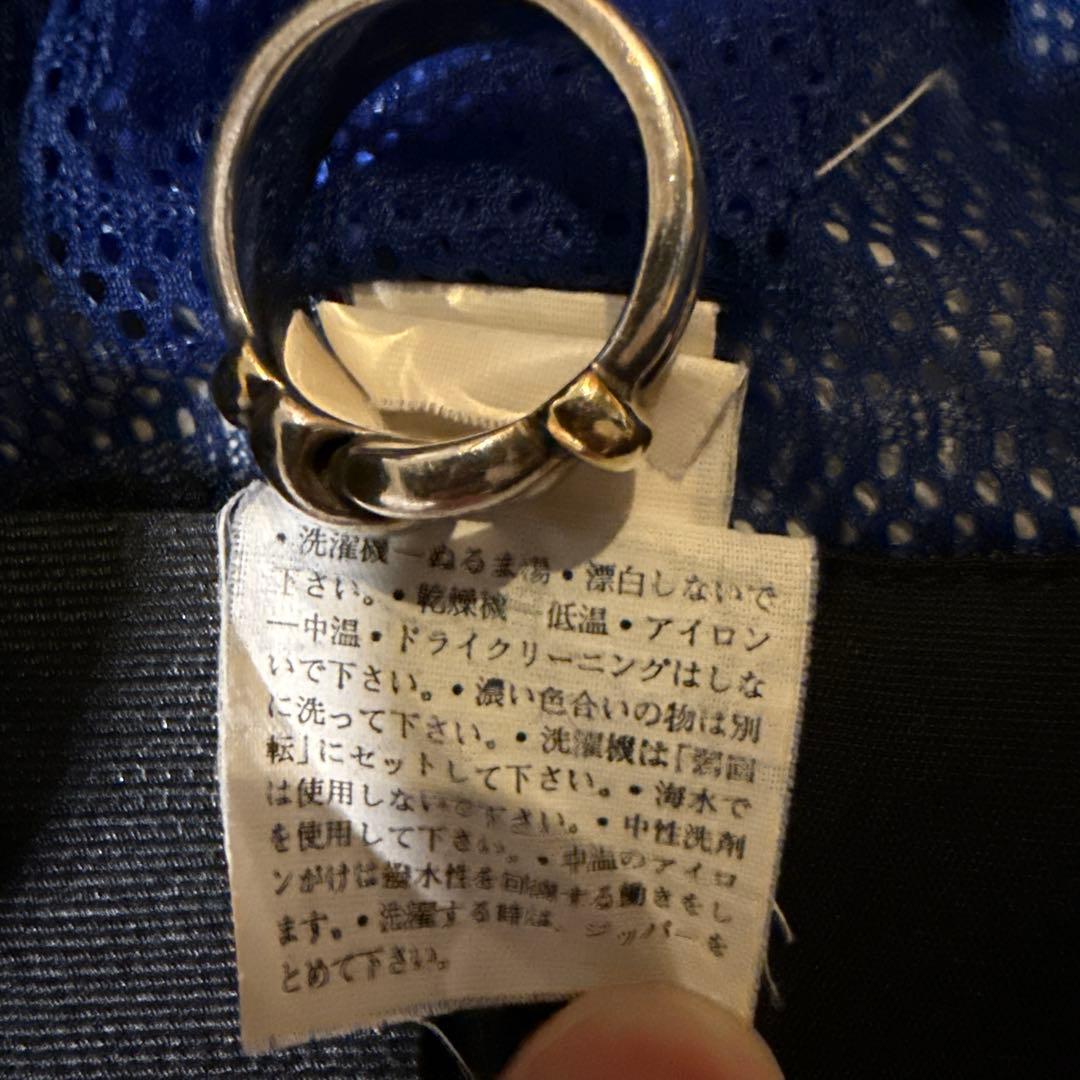 • 洗濯機—ぬるま湯 • 漂白しないで
下さい。• 乾燥機—低温 • アイロン
—中温 • ドライクリーニングはしな
いで下さい。• 濃い色合いの物は別
に洗って下さい。• 洗濯機は「弱回
転」にセットして下さい。• 海水で
は使用しないで下さい。• 中性洗剤
を使用して下さい。• 中温のアイロ
ンがけは撥水性を回復する働きをし
ます。• 洗濯する時は、ジッパーを
とめて下さい。